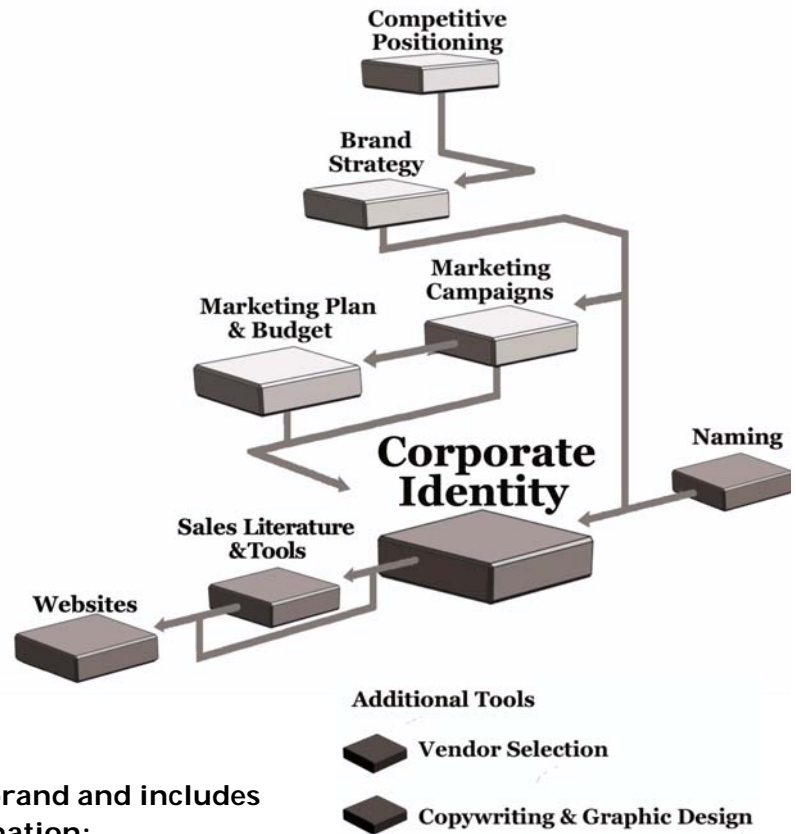 Competitive
Positioning
Brand
Strategy
Marketing
Campaigns
Marketing Plan
& Budget
Naming
Corporate
Identity
Sales Literature
&Tools
Websites
Additional Tools
Vendor Selection
brand and includes
Copywriting & Graphic Design